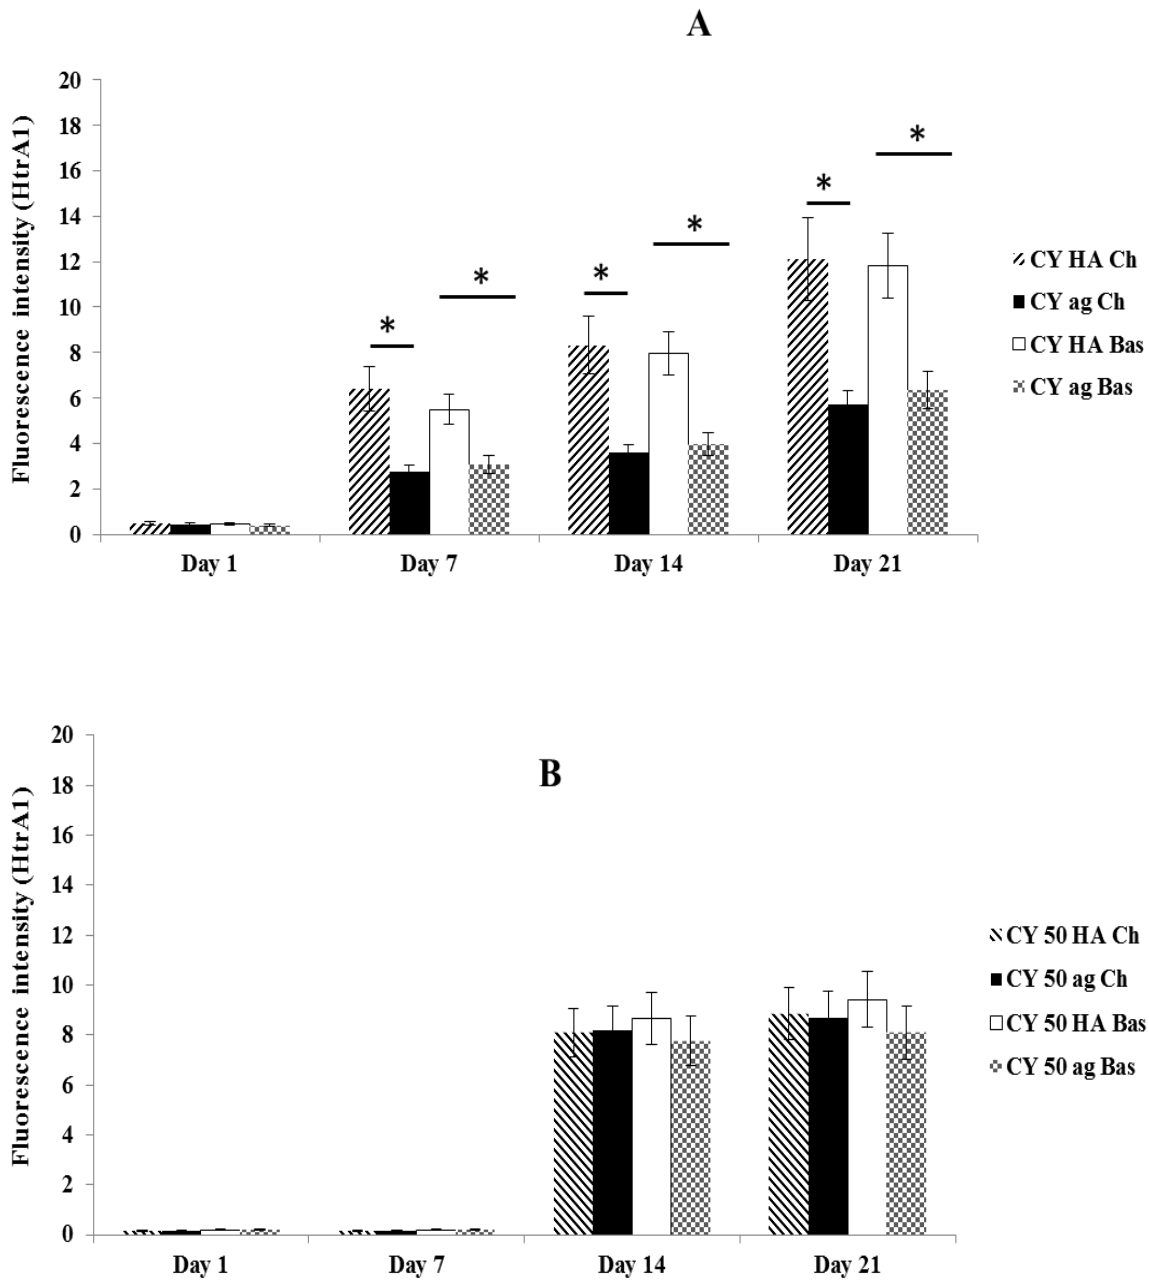 A
Fluorescence intensity (HtrA1)
20
18
16
14
12
10
8
6
4
2
0
*
*
*
*
*
*
Day 1
Day 7
Day 14
Day 21
CY HA Ch
CY ag Ch
CY HA Bas
CY ag Bas
B
Fluorescence intensity (HtrA1)
20
18
16
14
12
10
8
6
4
2
0
Day 1
Day 7
Day 14
Day 21
CY 50 HA Ch
CY 50 ag Ch
CY 50 HA Bas
CY 50 ag Bas